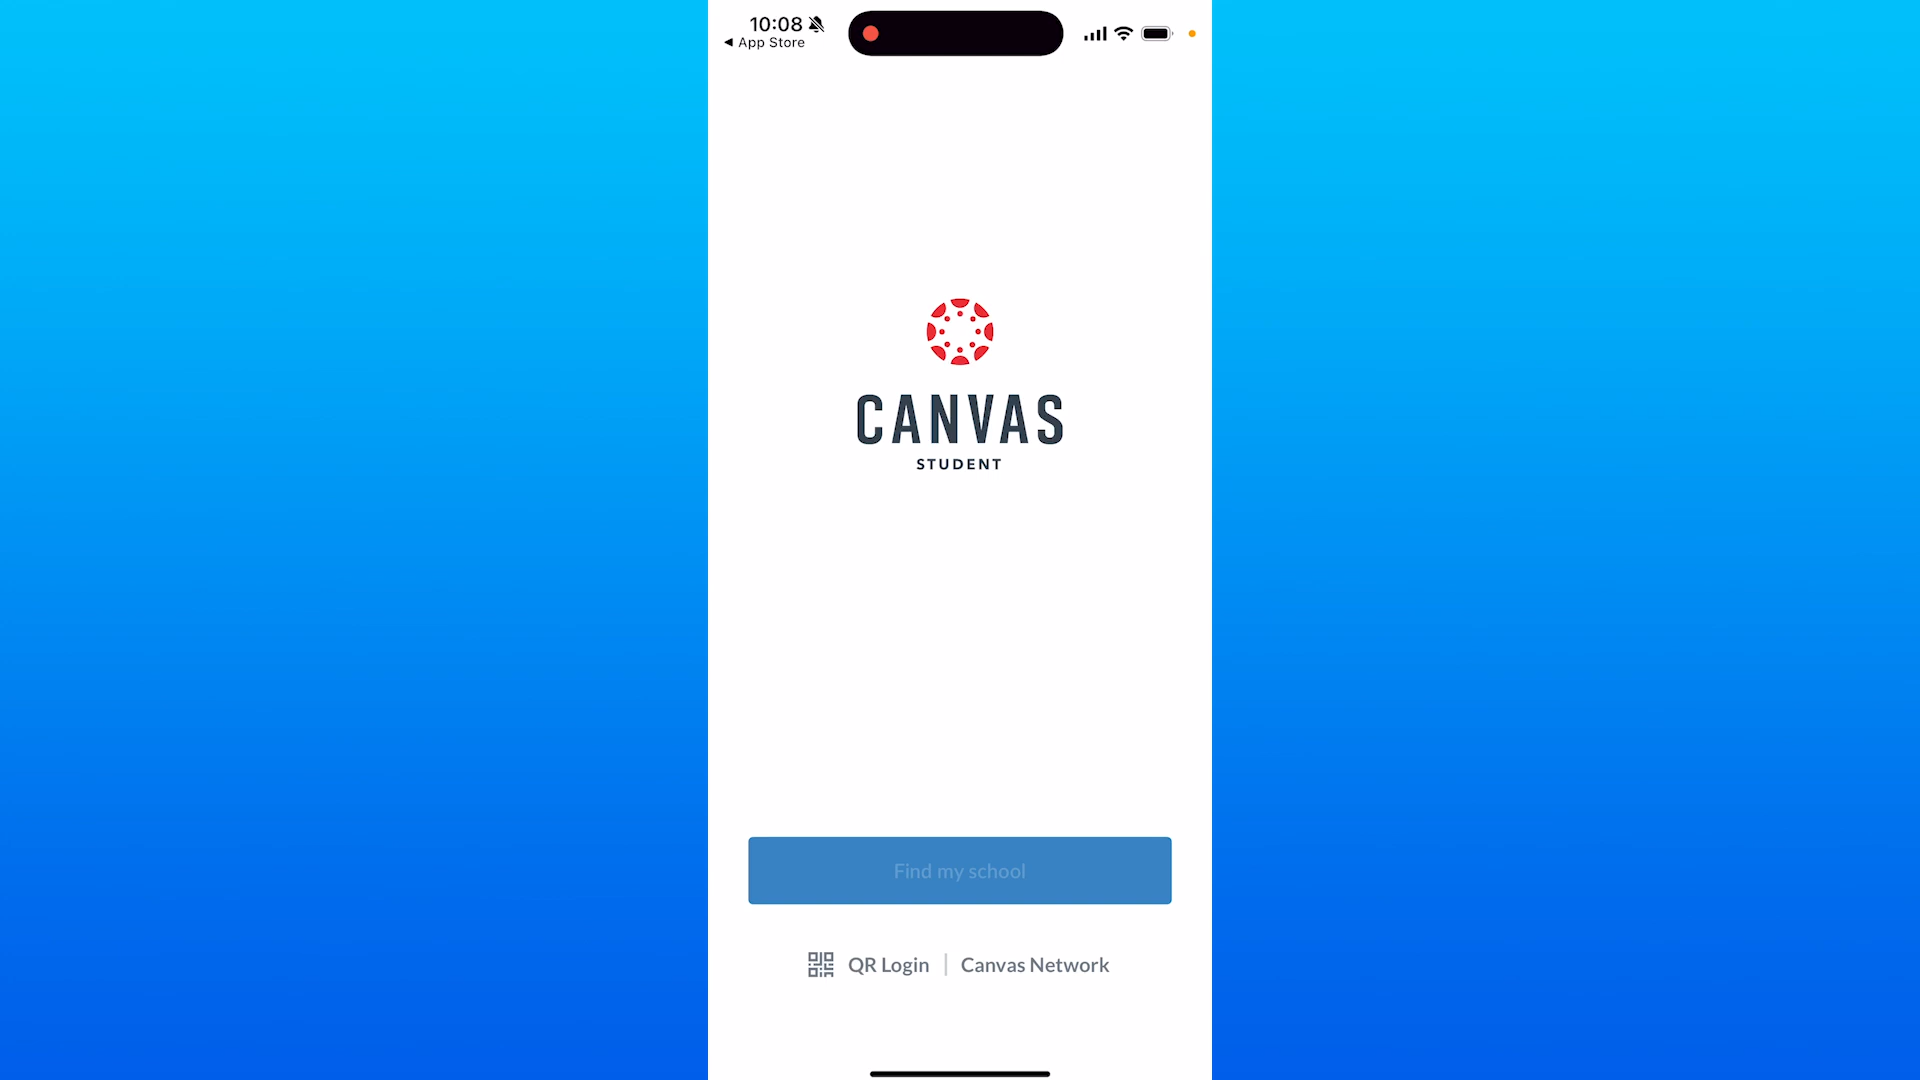 10:08
◀ App Store
CANVAS
STUDENT
Find my school
QR Login | Canvas Network